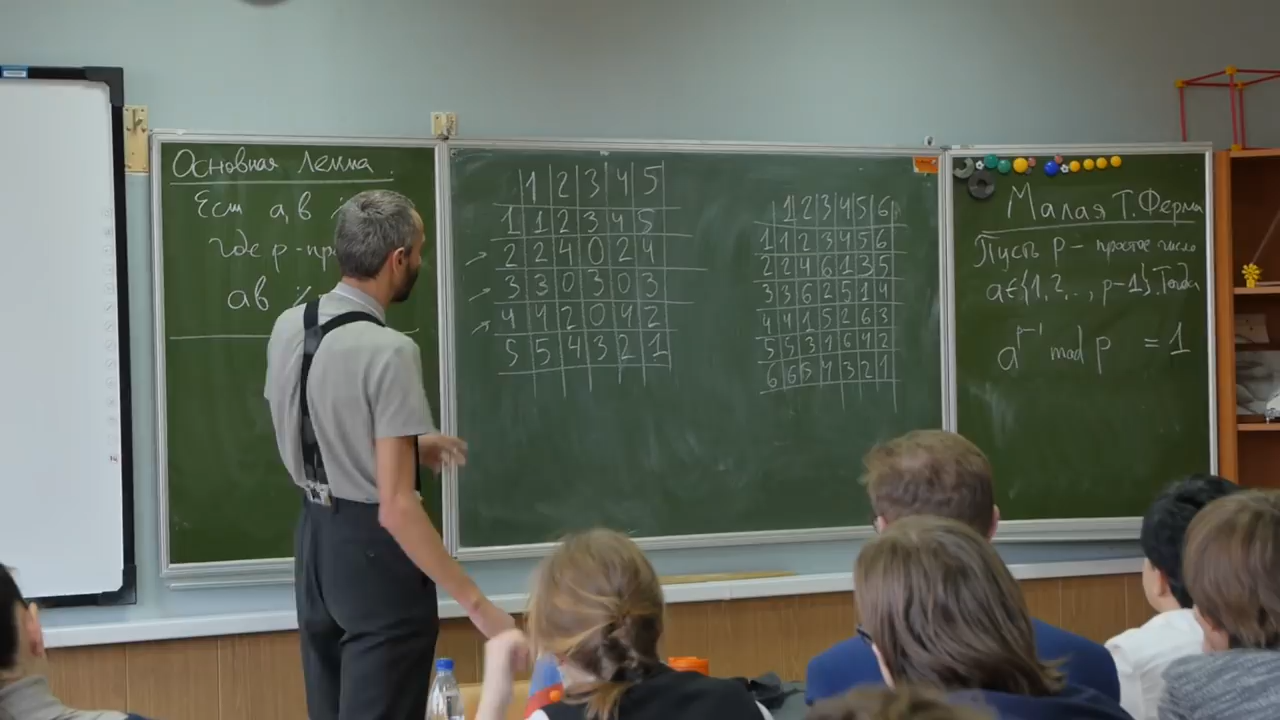 Основная Лемма.
Если a, b
где p - пр
ab
1 2 3 4 5
1 1 2 3 4 5
2 2 4 0 2 4
3 3 0 3 0 3
4 4 2 0 4 2
5 5 4 3 2 1
1 2 3 4 5 6
1 1 2 3 4 5 6
2 2 4 6 1 3 5
3 3 6 2 5 1 4
4 4 1 5 2 6 3
5 5 3 1 6 4 2
6 6 5 4 3 2 1
Малая Т. Ферма
Пусть p - простое число
a∈{1, 2, .., p-1}. Тогда
a^{p-1} mod p = 1